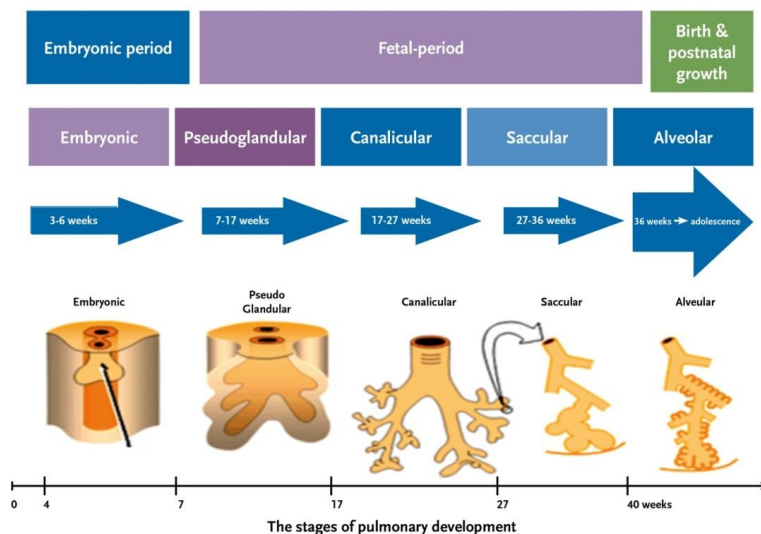 Embryonic period
Fetal-period
Birth &
postnatal
growth
Embryonic
Pseudoglandular
Canalicular
Saccular
Alveolar
3-6 weeks
7-17 weeks
17-27 weeks
27-36 weeks
36 weeks → adolescence
Embryonic
Pseudo
Glandular
Canalicular
Saccular
Alveular
0 4 7 17 27 40 weeks
The stages of pulmonary development